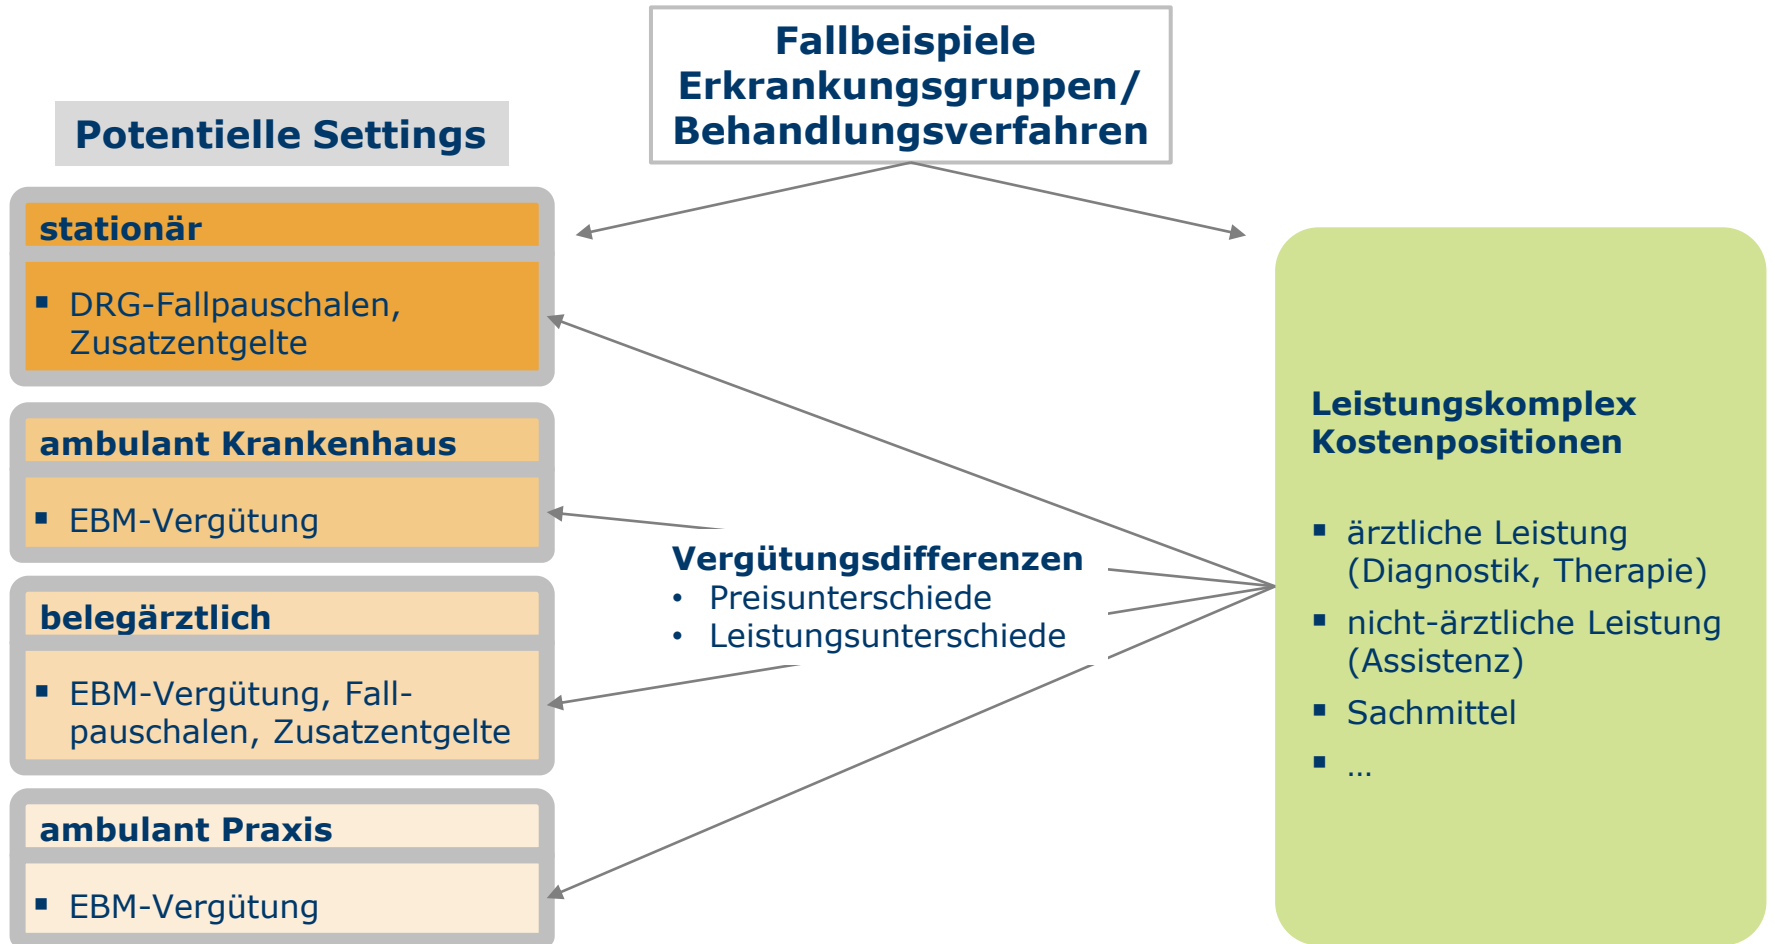 Fallbeispiele
Erkrankungsgruppen/
Behandlungsverfahren
Potentielle Settings
stationär
▪ DRG-Fallpauschalen,
Zusatzentgelte
ambulant Krankenhaus
▪ EBM-Vergütung
belegärztlich
▪ EBM-Vergütung, Fall-
pauschalen, Zusatzentgelte
ambulant Praxis
▪ EBM-Vergütung
Vergütungsdifferenzen
• Preisunterschiede
• Leistungsunterschiede
Leistungskomplex
Kostenpositionen
▪ ärztliche Leistung
(Diagnostik, Therapie)
▪ nicht-ärztliche Leistung
(Assistenz)
▪ Sachmittel
▪ …